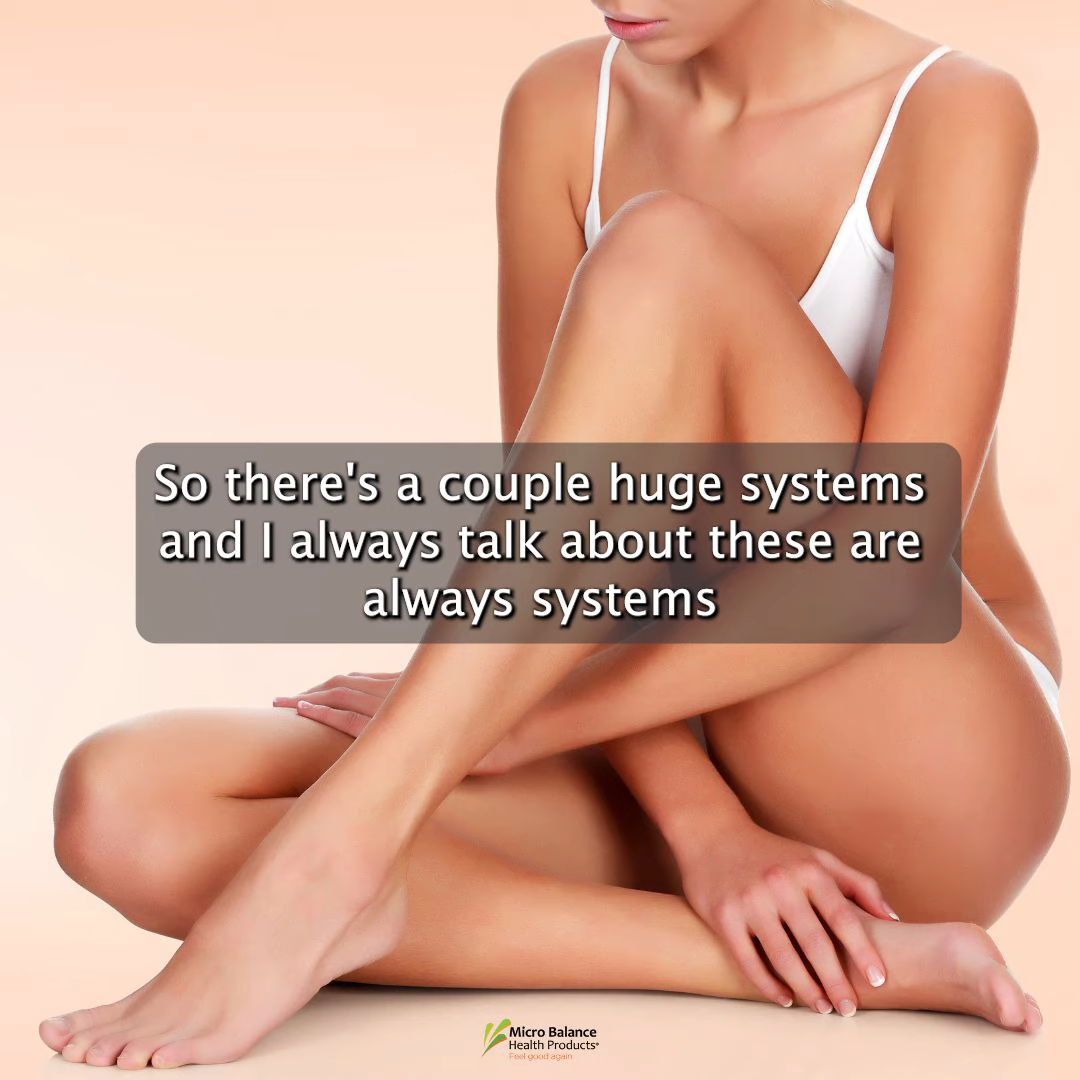 So there's a couple huge systems
and I always talk about these are
always systems
Micro Balance
Health Products®
Feel good again.